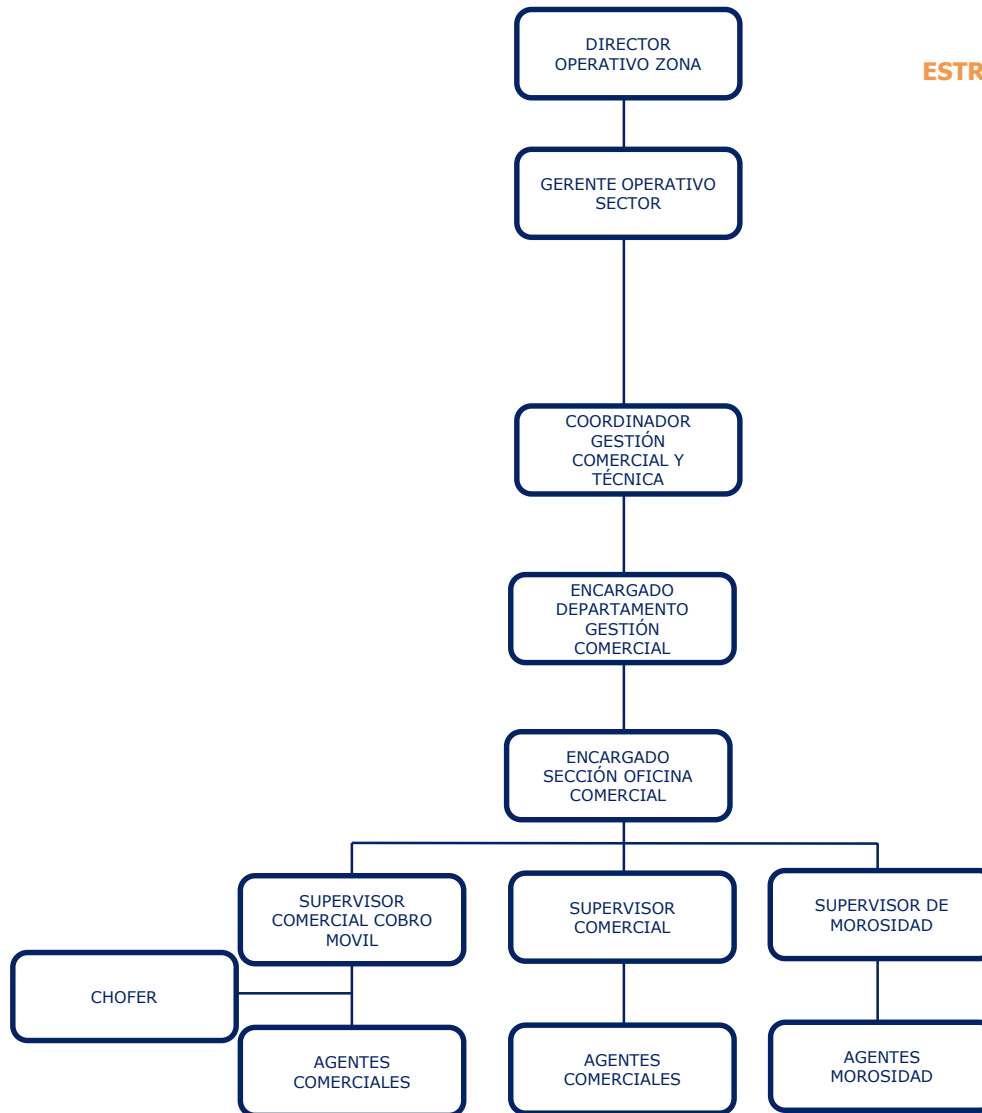 DIRECTOR
OPERATIVO ZONA
ESTR
GERENTE OPERATIVO
SECTOR
COORDINADOR
GESTIÓN
COMERCIAL Y
TÉCNICA
ENCARGADO
DEPARTAMENTO
GESTIÓN
COMERCIAL
ENCARGADO
SECCIÓN OFICINA
COMERCIAL
SUPERVISOR
COMERCIAL COBRO
MOVIL
SUPERVISOR
COMERCIAL
SUPERVISOR DE
MOROSIDAD
CHOFER
AGENTES
COMERCIALES
AGENTES
COMERCIALES
AGENTES
MOROSIDAD